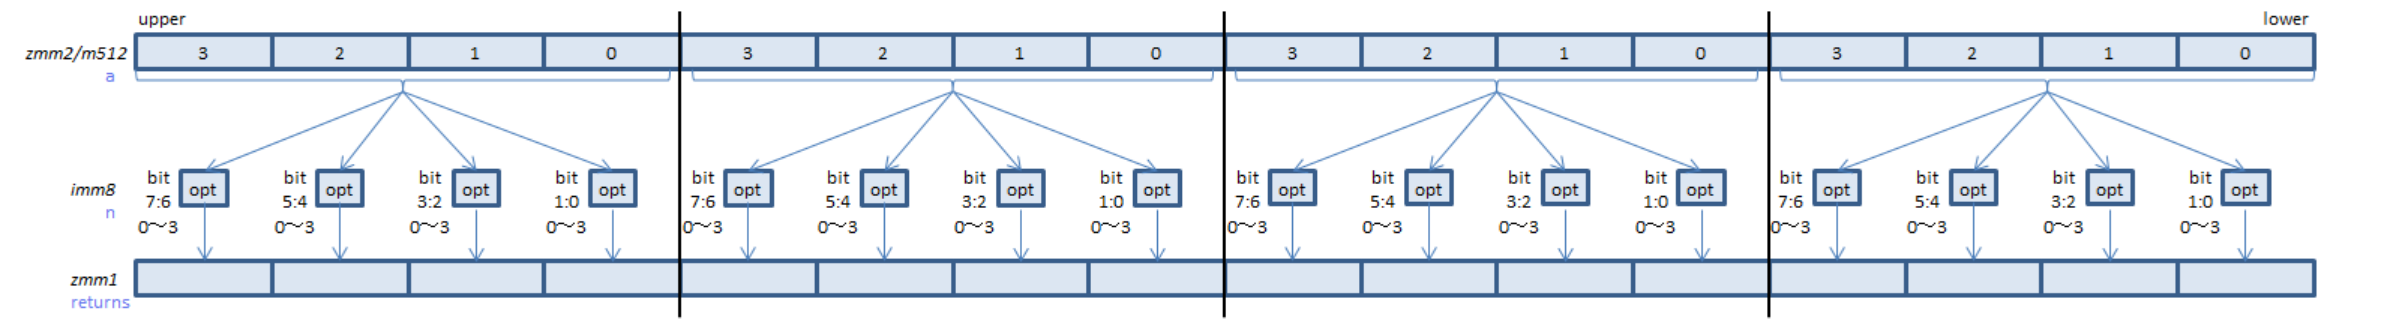 upper lower
zmm2/m512 3 2 1 0 3 2 1 0 3 2 1 0 3 2 1 0
a
bit opt bit opt bit opt bit opt bit opt bit opt bit opt bit opt bit opt bit opt bit opt bit opt bit opt bit opt bit opt bit opt
imm8
7:6 5:4 3:2 1:0 7:6 5:4 3:2 1:0 7:6 5:4 3:2 1:0 7:6 5:4 3:2 1:0
n
0～3 0～3 0～3 0～3 0～3 0～3 0～3 0～3 0～3 0～3 0～3 0～3 0～3 0～3 0～3 0～3
zmm1
returns